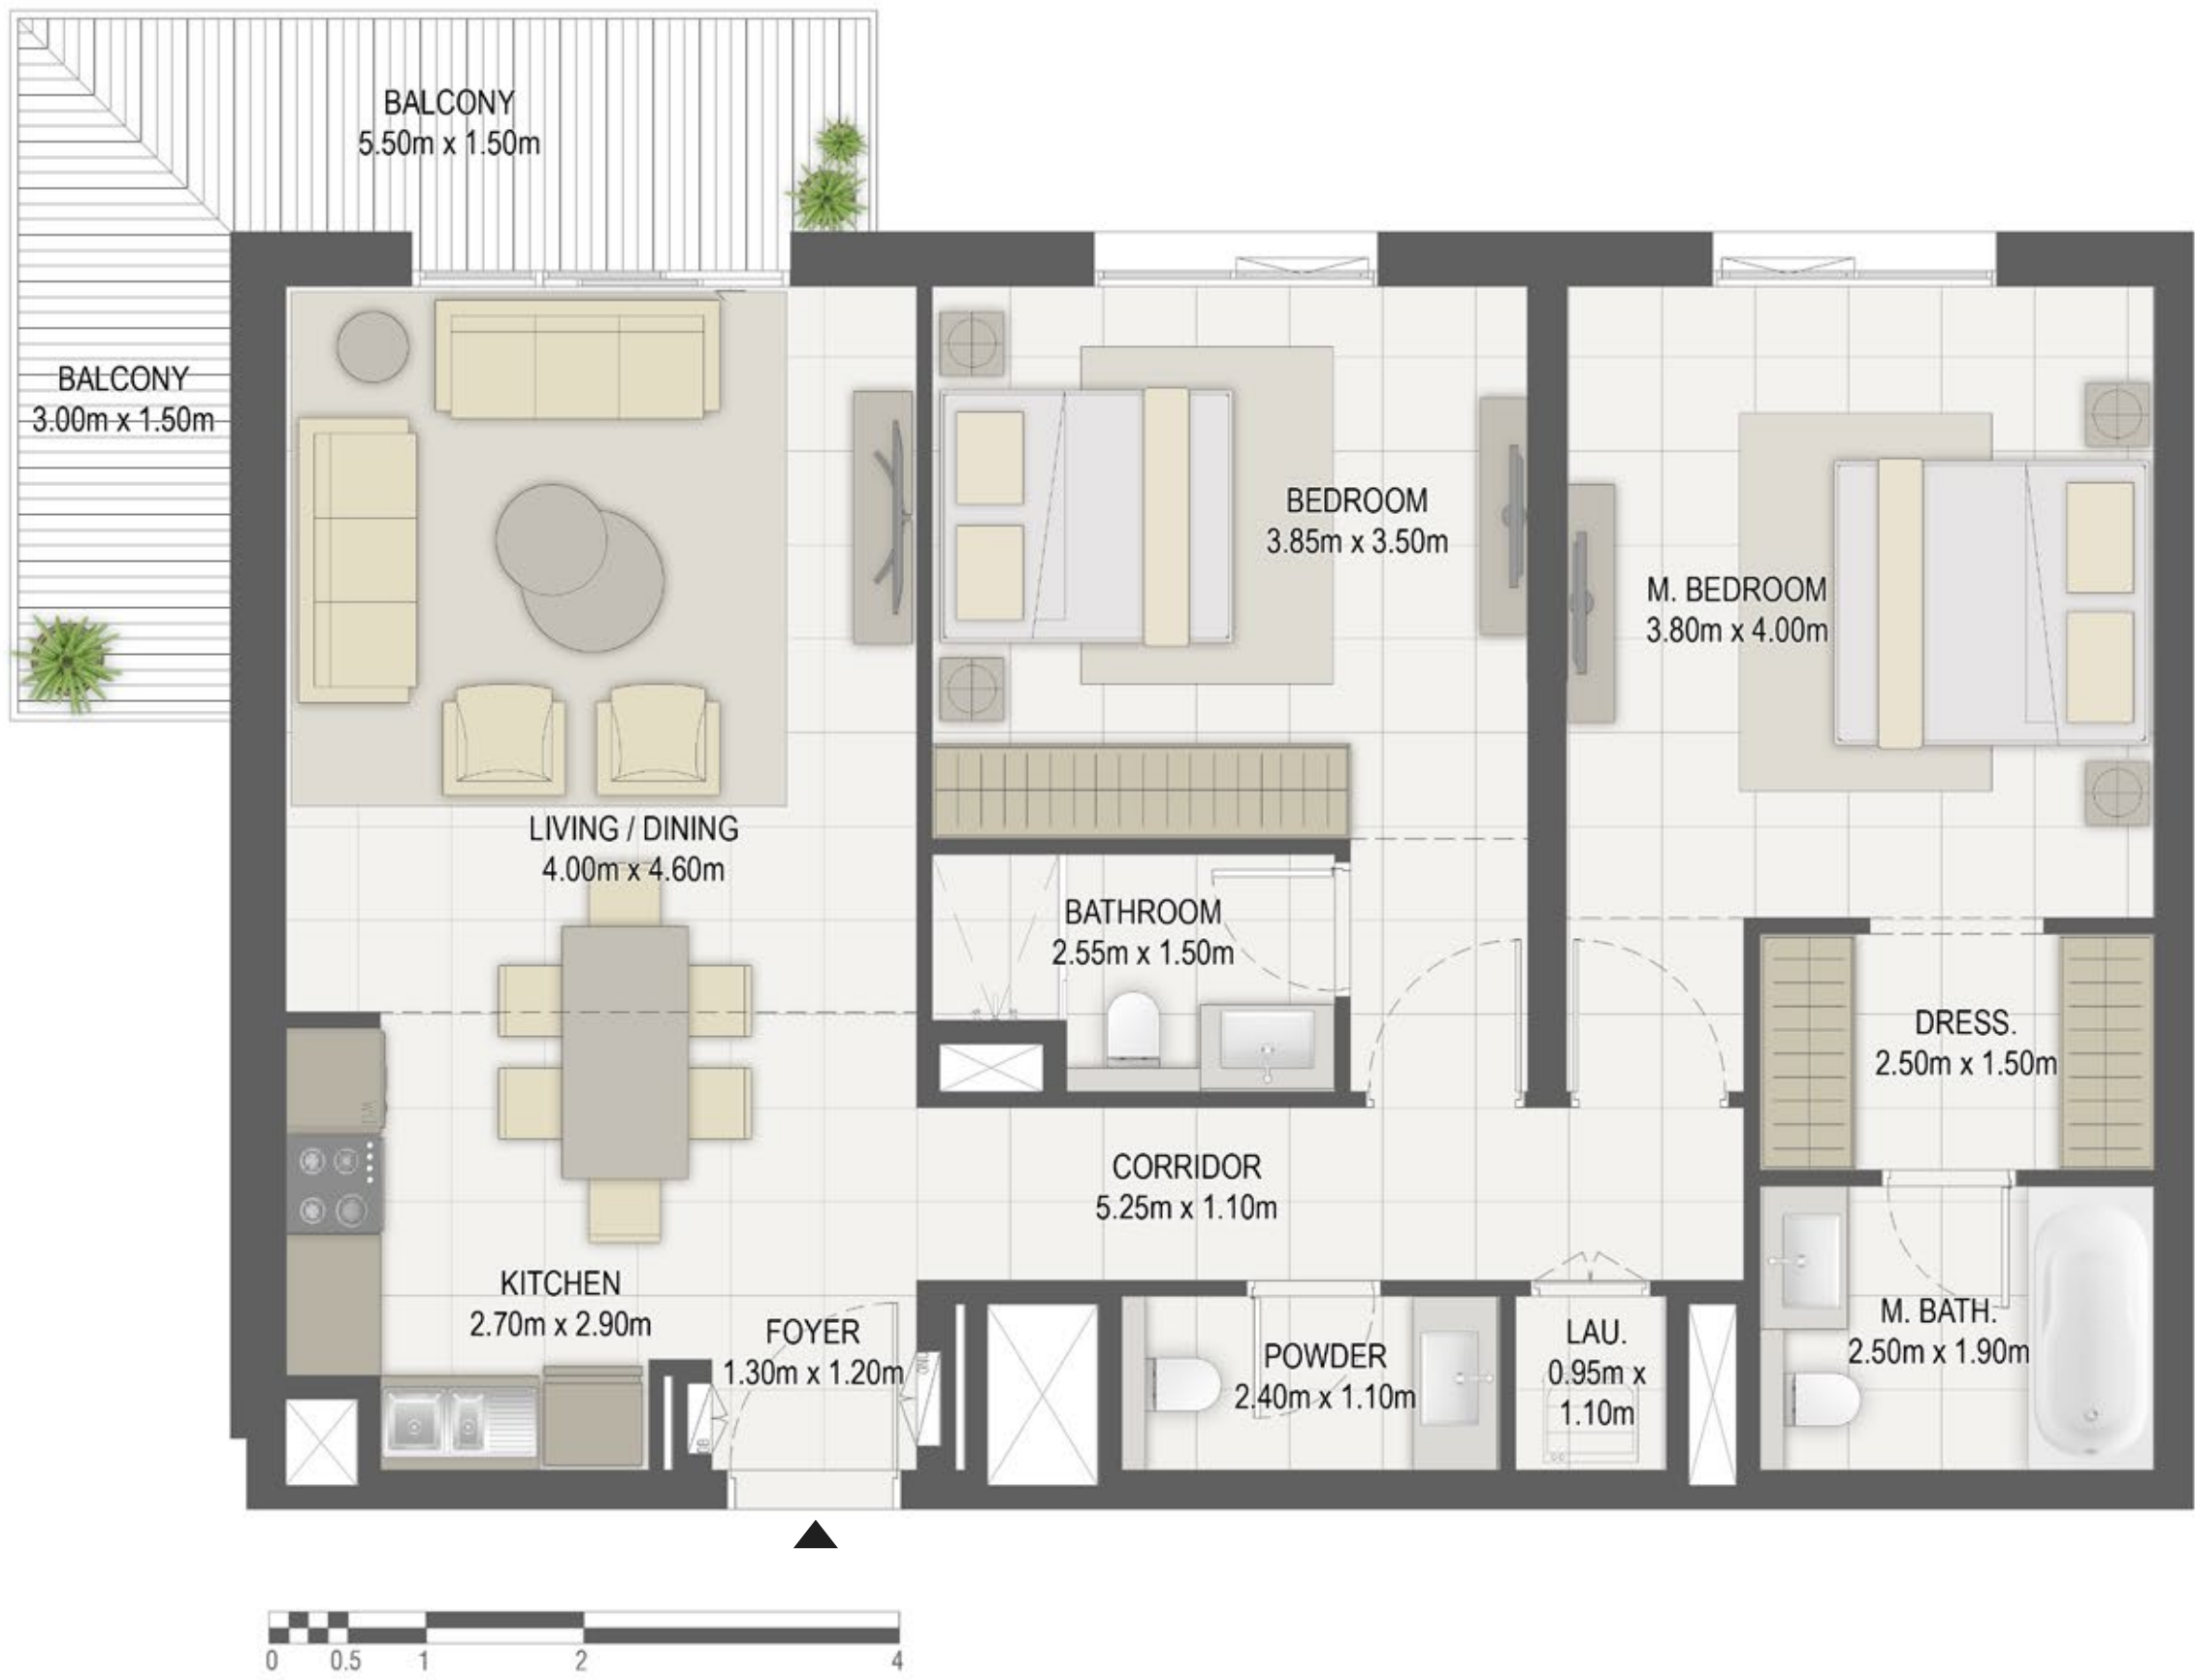 BALCONY
5.50m x 1.50m
BALCONY
3.00m x 1.50m
BEDROOM
3.85m x 3.50m
M. BEDROOM
3.80m x 4.00m
LIVING / DINING
4.00m x 4.60m
BATHROOM
2.55m x 1.50m
DRESS.
2.50m x 1.50m
CORRIDOR
5.25m x 1.10m
KITCHEN
2.70m x 2.90m
FOYER
1.30m x 1.20m
POWDER
2.40m x 1.10m
LAU.
0.95m x
1.10m
M. BATH.
2.50m x 1.90m
0 0.5 1 2 4